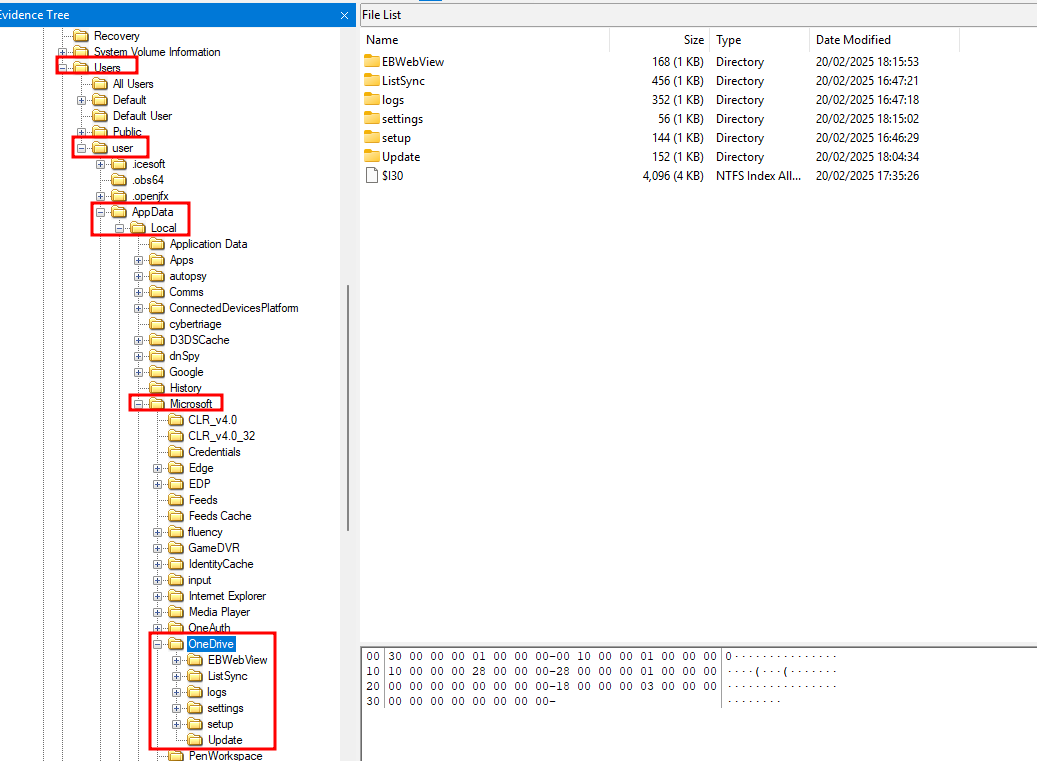 Evidence Tree
Recovery
System Volume Information
Users
All Users
Default
Default User
Public
user
.icesoft
.obs64
.openjfx
AppData
Local
Application Data
Apps
autopsy
Comms
ConnectedDevicesPlatform
cybertriage
D3DSCache
dnSpy
Google
History
Microsoft
CLR_v4.0
CLR_v4.0_32
Credentials
Edge
EDP
Feeds
Feeds Cache
fluency
GameDVR
IdentityCache
input
Internet Explorer
Media Player
OneAuth
OneDrive
EBWebView
ListSync
logs
settings
setup
Update
PenWorkspace
File List
Name Size Type Date Modified
EBWebView 168 (1 KB) Directory 20/02/2025 18:15:53
ListSync 456 (1 KB) Directory 20/02/2025 16:47:21
logs 352 (1 KB) Directory 20/02/2025 16:47:18
settings 56 (1 KB) Directory 20/02/2025 18:15:02
setup 144 (1 KB) Directory 20/02/2025 16:46:29
Update 152 (1 KB) Directory 20/02/2025 18:04:34
$I30 4,096 (4 KB) NTFS Index All... 20/02/2025 17:35:26
00 30 00 00 00 01 00 00 00-00 10 00 00 01 00 00 00 0···············
10 10 00 00 00 28 00 00 00-28 00 00 00 01 00 00 00 ····(···(·······
20 00 00 00 00 00 00 00 00-18 00 00 00 03 00 00 00 ················
30 00 00 00 00 00 00 00 00- ········